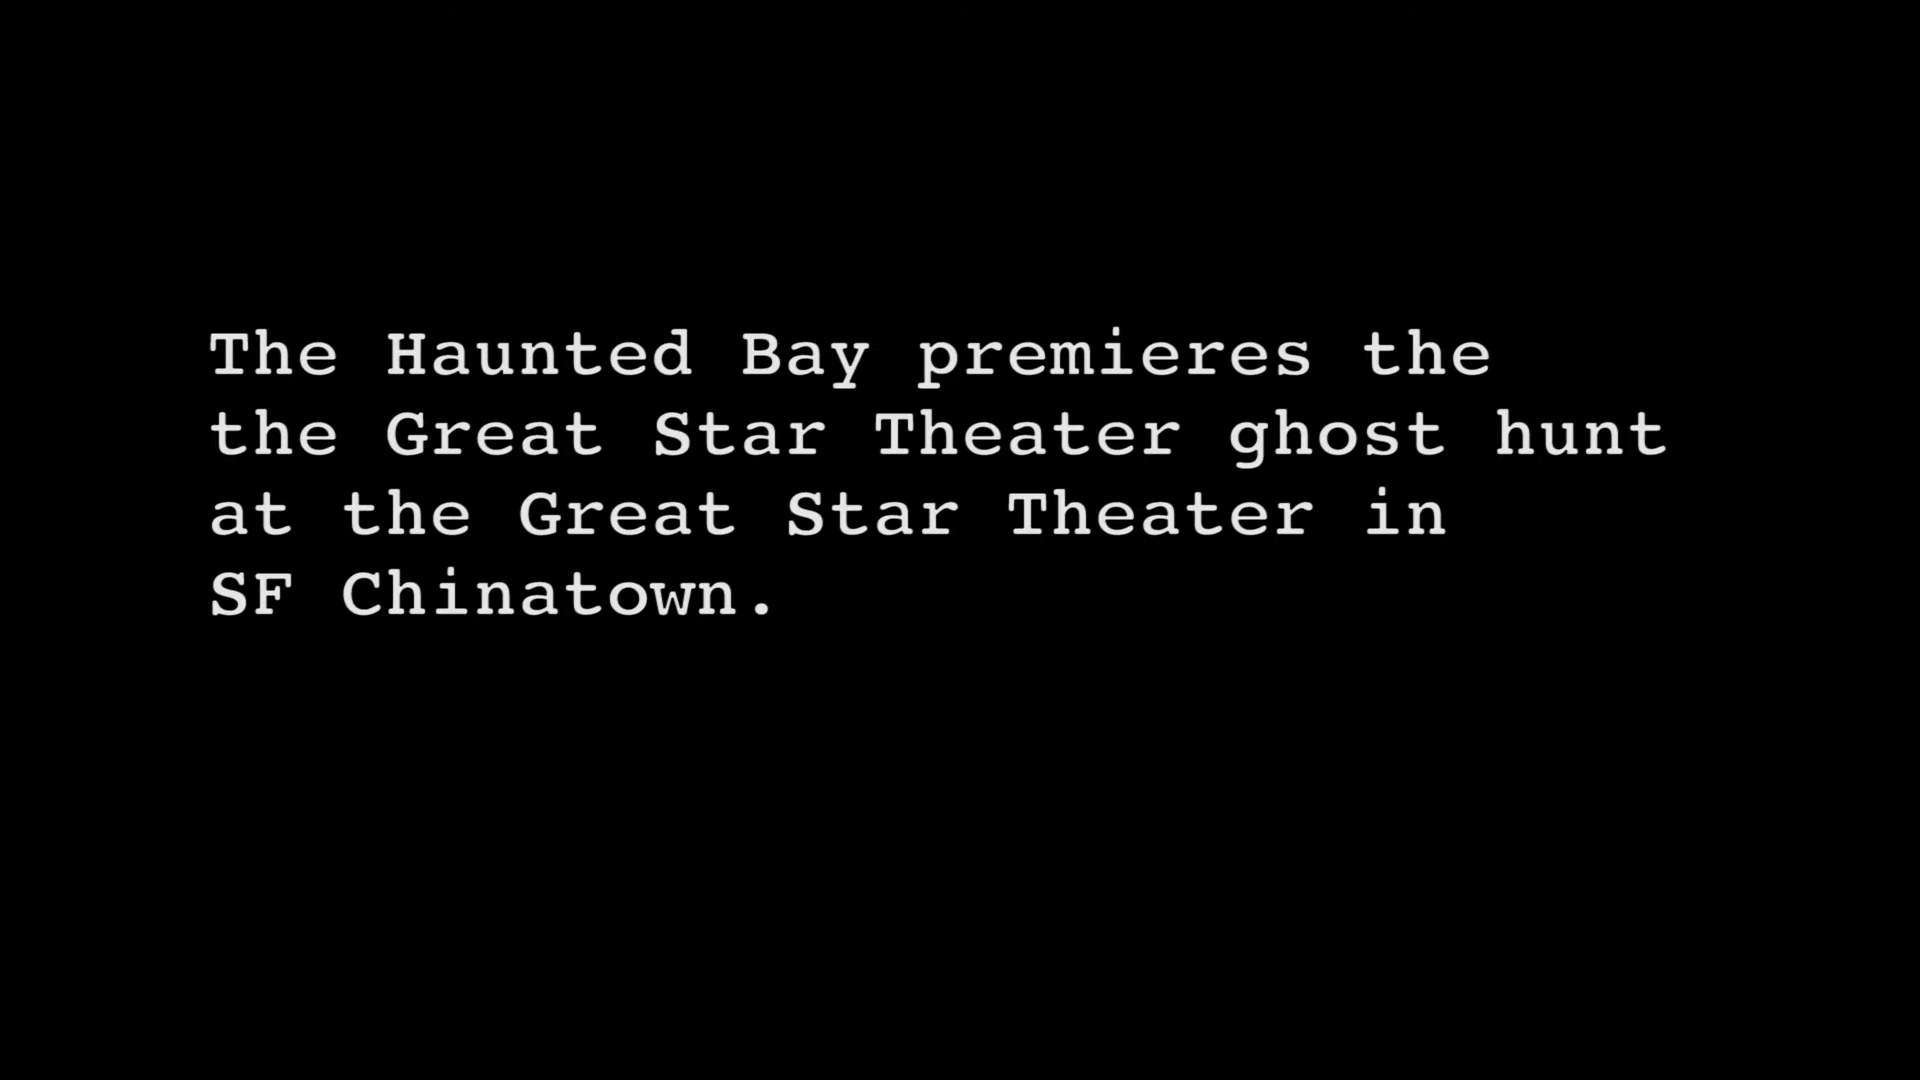 The Haunted Bay premieres the
the Great Star Theater ghost hunt
at the Great Star Theater in
SF Chinatown.